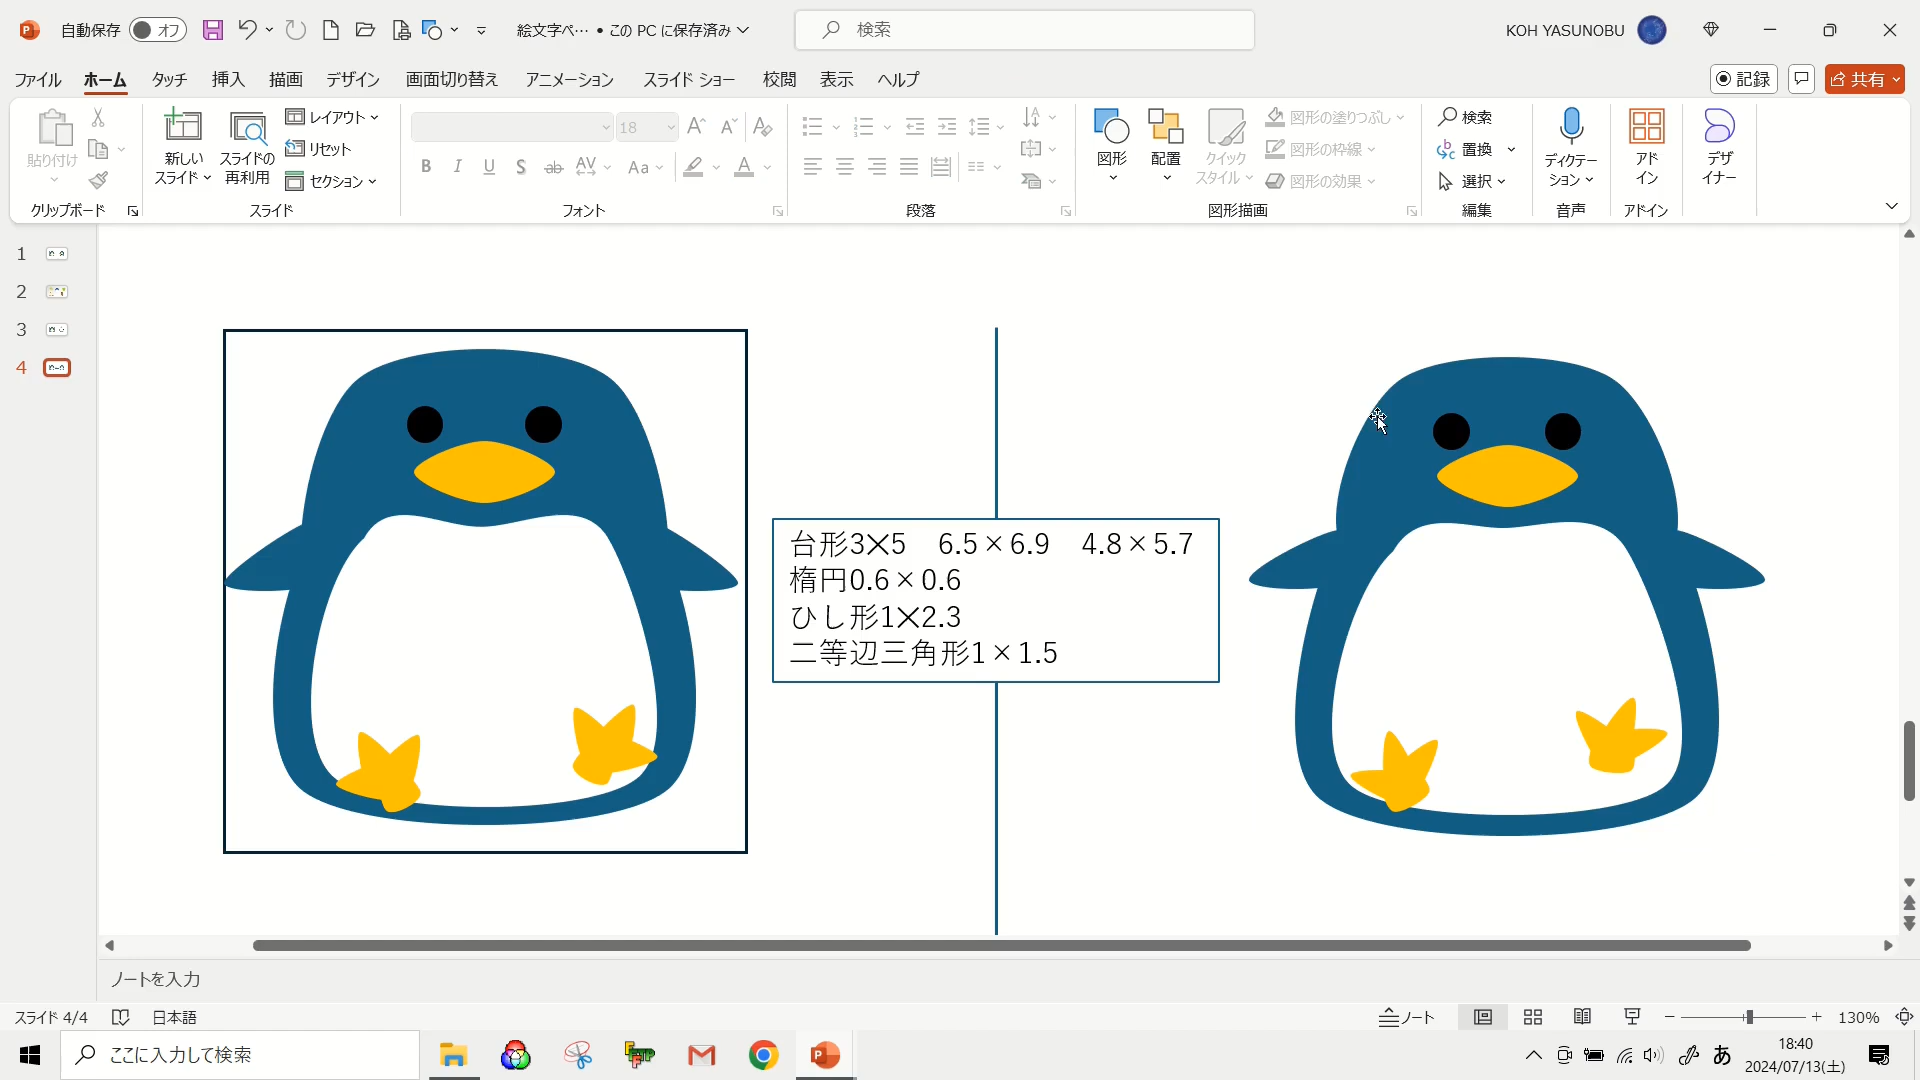 自動保存 オフ 絵文字ペ… • この PC に保存済み 検索 KOH YASUNOBU
ファイル ホーム タッチ 挿入 描画 デザイン 画面切り替え アニメーション スライド ショー 校閲 表示 ヘルプ 記録 共有
貼り付け
クリップボード
新しい
スライド
スライドの
再利用
レイアウト
リセット
セクション
スライド
18
B I U S ab AV Aa A
フォント
段落
図形
配置
クイック
スタイル
図形の塗りつぶし
図形の枠線
図形の効果
図形描画
検索
置換
選択
編集
ディクテー
ション
音声
アド
イン
アドイン
デザ
イナー
1
2
3
4
台形3×5 6.5×6.9 4.8×5.7
楕円0.6×0.6
ひし形1×2.3
二等辺三角形1×1.5
ノートを入力
スライド 4/4 日本語 ノート 130%
ここに入力して検索 あ 18:40
2024/07/13(土)